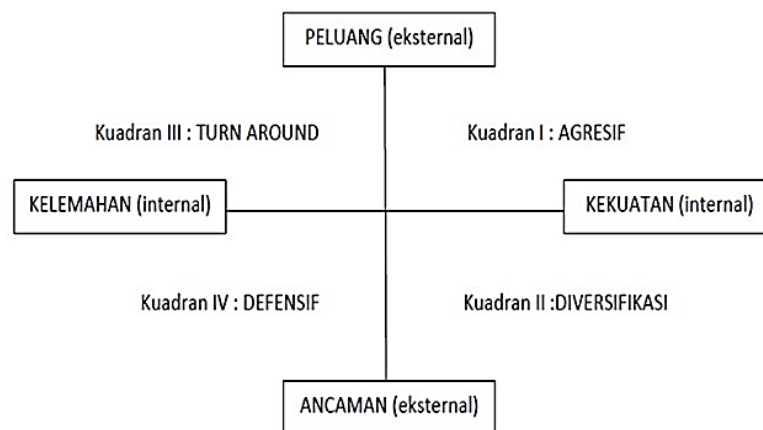 PELUANG (eksternal)
Kuadran III : TURN AROUND
Kuadran I : AGRESIF
KELEMAHAN (internal)
KEKUATAN (internal)
Kuadran IV : DEFENSIF
Kuadran II :DIVERSIFIKASI
ANCAMAN (eksternal)